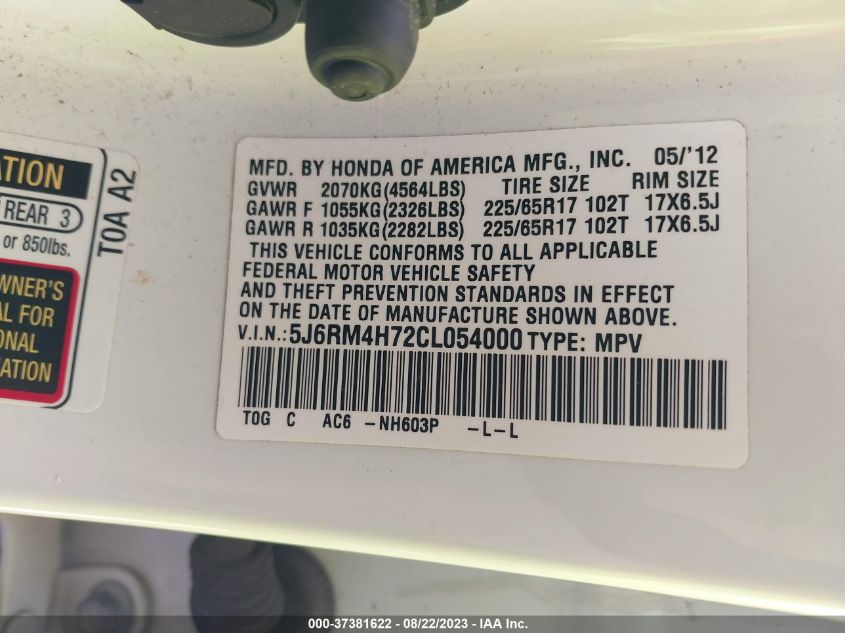 ATION
REAR 3
or 850lbs.
TOA A2
WNER'S
AL FOR
ONAL
MATION
MFD. BY HONDA OF AMERICA MFG., INC. 05/'12
GVWR 2070KG(4564LBS) TIRE SIZE RIM SIZE
GAWR F 1055KG(2326LBS) 225/65R17 102T 17X6.5J
GAWR R 1035KG(2282LBS) 225/65R17 102T 17X6.5J
THIS VEHICLE CONFORMS TO ALL APPLICABLE
FEDERAL MOTOR VEHICLE SAFETY
AND THEFT PREVENTION STANDARDS IN EFFECT
ON THE DATE OF MANUFACTURE SHOWN ABOVE.
V.I.N.:5J6RM4H72CL054000 TYPE: MPV
T0G C AC6 -NH603P -L-L
000-37381622 - 08/22/2023 - IAA Inc.